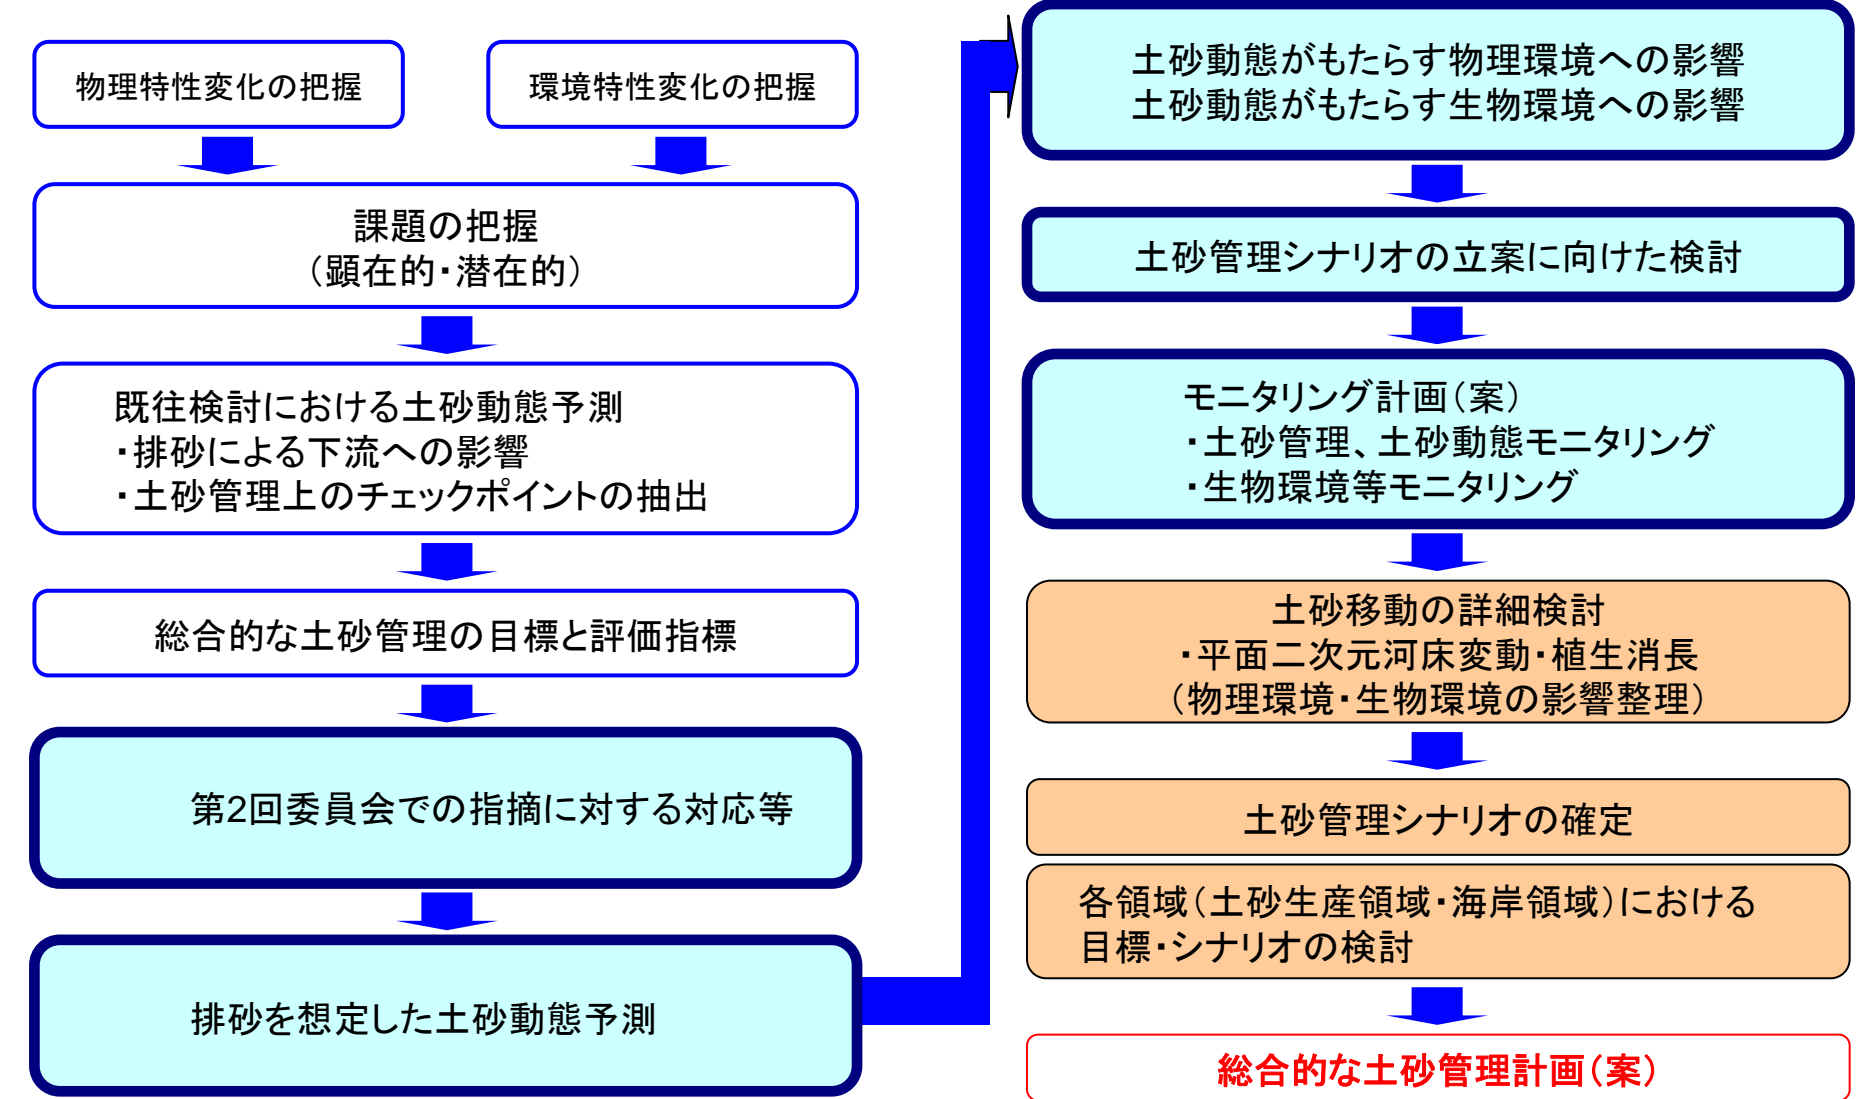 物理特性変化の把握
環境特性変化の把握
課題の把握
（顕在的・潜在的）
既往検討における土砂動態予測
・排砂による下流への影響
・土砂管理上のチェックポイントの抽出
総合的な土砂管理の目標と評価指標
第2回委員会での指摘に対する対応等
排砂を想定した土砂動態予測
土砂動態がもたらす物理環境への影響
土砂動態がもたらす生物環境への影響
土砂管理シナリオの立案に向けた検討
モニタリング計画（案）
・土砂管理、土砂動態モニタリング
・生物環境等モニタリング
土砂移動の詳細検討
・平面二次元河床変動・植生消長
（物理環境・生物環境の影響整理）
土砂管理シナリオの確定
各領域（土砂生産領域・海岸領域）における
目標・シナリオの検討
総合的な土砂管理計画（案）